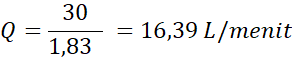 Q = 30/1,83 = 16,39 L/menit